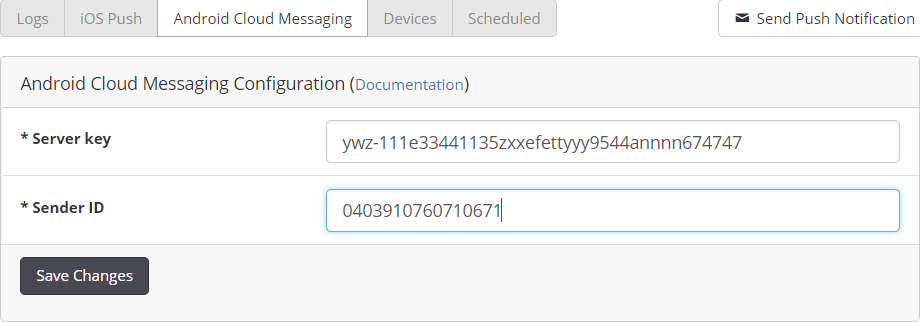 Logs iOS Push Android Cloud Messaging Devices Scheduled Send Push Notification
Android Cloud Messaging Configuration (Documentation)
* Server key ywz-111e33441135zxxefettyyy9544annnn674747
* Sender ID 0403910760710671
Save Changes